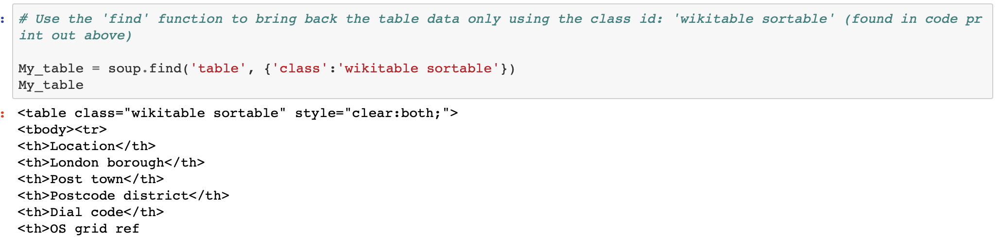 : # Use the 'find' function to bring back the table data only using the class id: 'wikitable sortable' (found in code pr
int out above)
My_table = soup.find('table', {'class':'wikitable sortable'})
My_table
: <table class="wikitable sortable" style="clear:both;">
<tbody><tr>
<th>Location</th>
<th>London borough</th>
<th>Post town</th>
<th>Postcode district</th>
<th>Dial code</th>
<th>OS grid ref